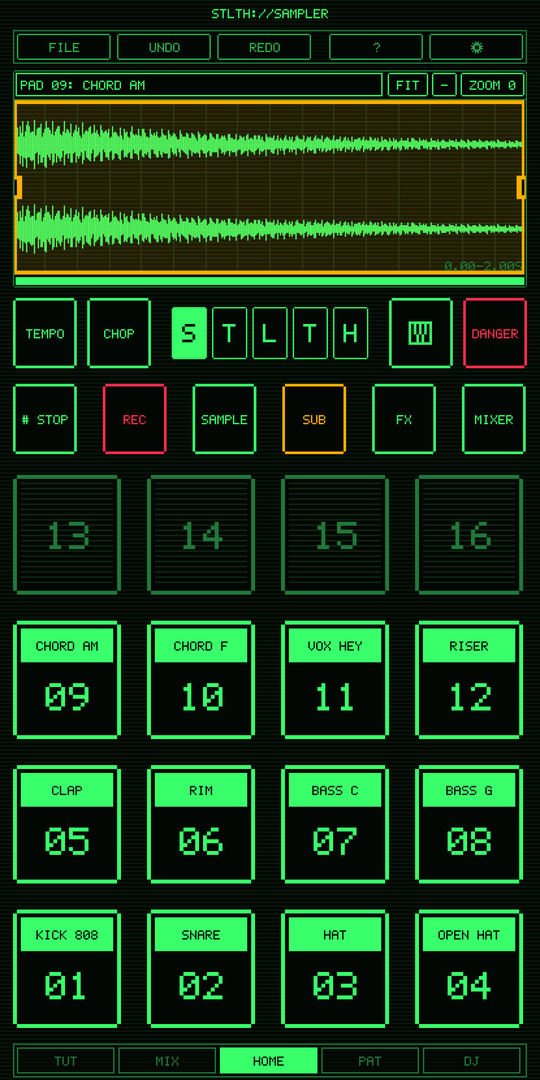 STLTH://SAMPLER
FILE UNDO REDO ?
PAD 09: CHORD AM FIT - ZOOM 0
0.00-2.00S
TEMPO CHOP S T L T H DANGER
# STOP REC SAMPLE SUB FX MIXER
13 14 15 16
CHORD AM CHORD F VOX HEY RISER
09 10 11 12
CLAP RIM BASS C BASS G
05 06 07 08
KICK 808 SNARE HAT OPEN HAT
01 02 03 04
TUT MIX HOME PAT DJ